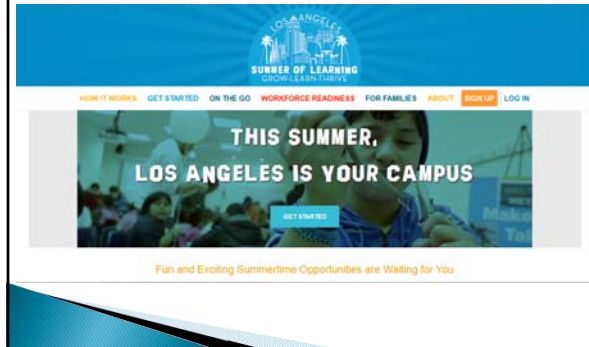 LOS ANGELES
SUMMER OF LEARNING
GROW-LEARN-THRIVE
HOW IT WORKS GET STARTED ON THE GO WORKFORCE READINESS FOR FAMILIES ABOUT SIGN UP LOG IN
THIS SUMMER,
LOS ANGELES IS YOUR CAMPUS
GET STARTED
Make
Fun and Exciting Summertime Opportunities are Waiting for You